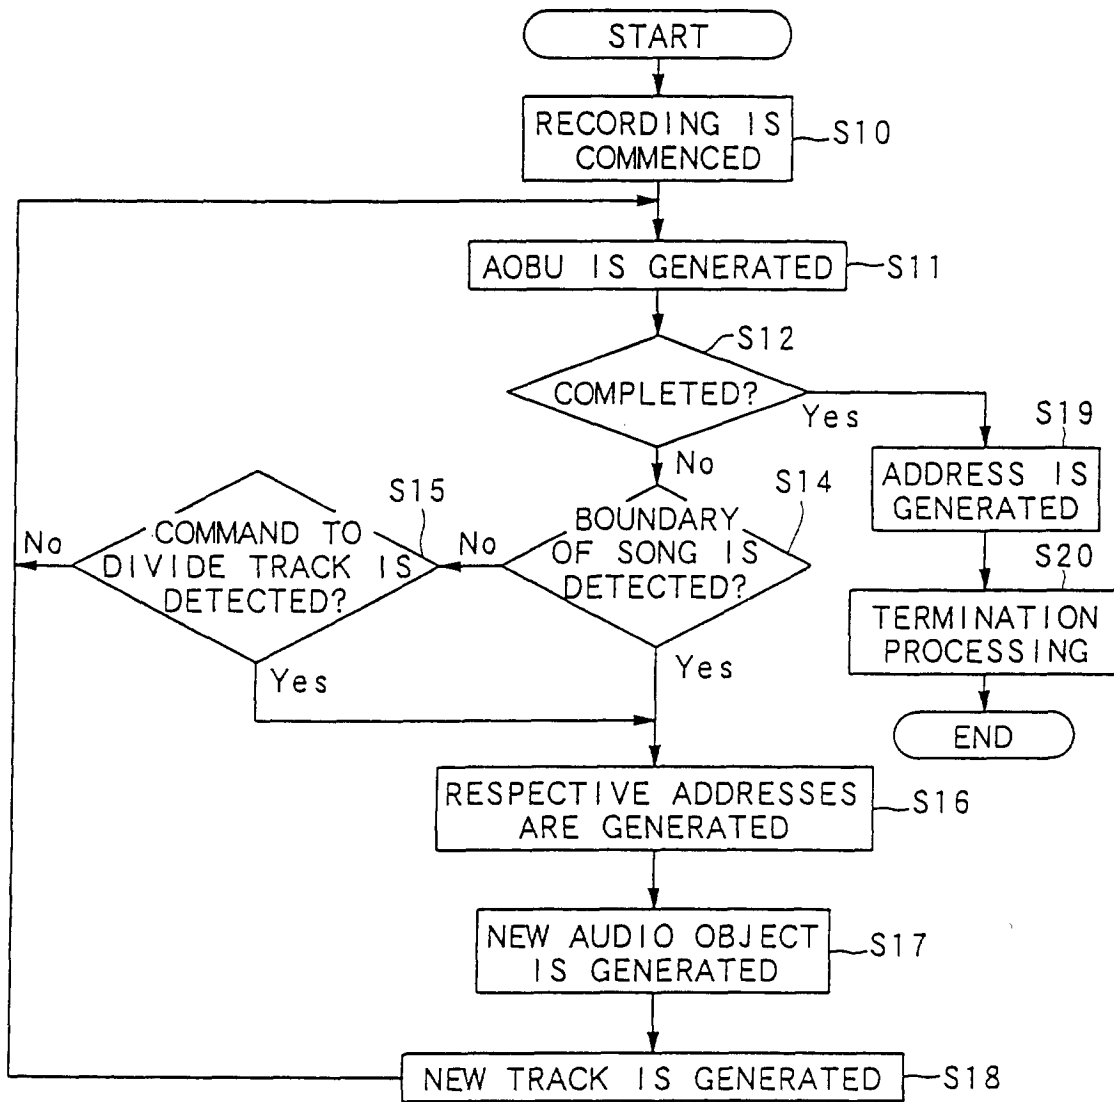 START
RECORDING IS
COMMENCED
S10
AOBU IS GENERATED
S11
S12
COMPLETED?
Yes
No
S19
ADDRESS IS
GENERATED
S14
BOUNDARY
OF SONG IS
DETECTED?
No
Yes
S15
COMMAND TO
DIVIDE TRACK IS
DETECTED?
No
Yes
S20
TERMINATION
PROCESSING
END
RESPECTIVE ADDRESSES
ARE GENERATED
S16
NEW AUDIO OBJECT
IS GENERATED
S17
NEW TRACK IS GENERATED
S18